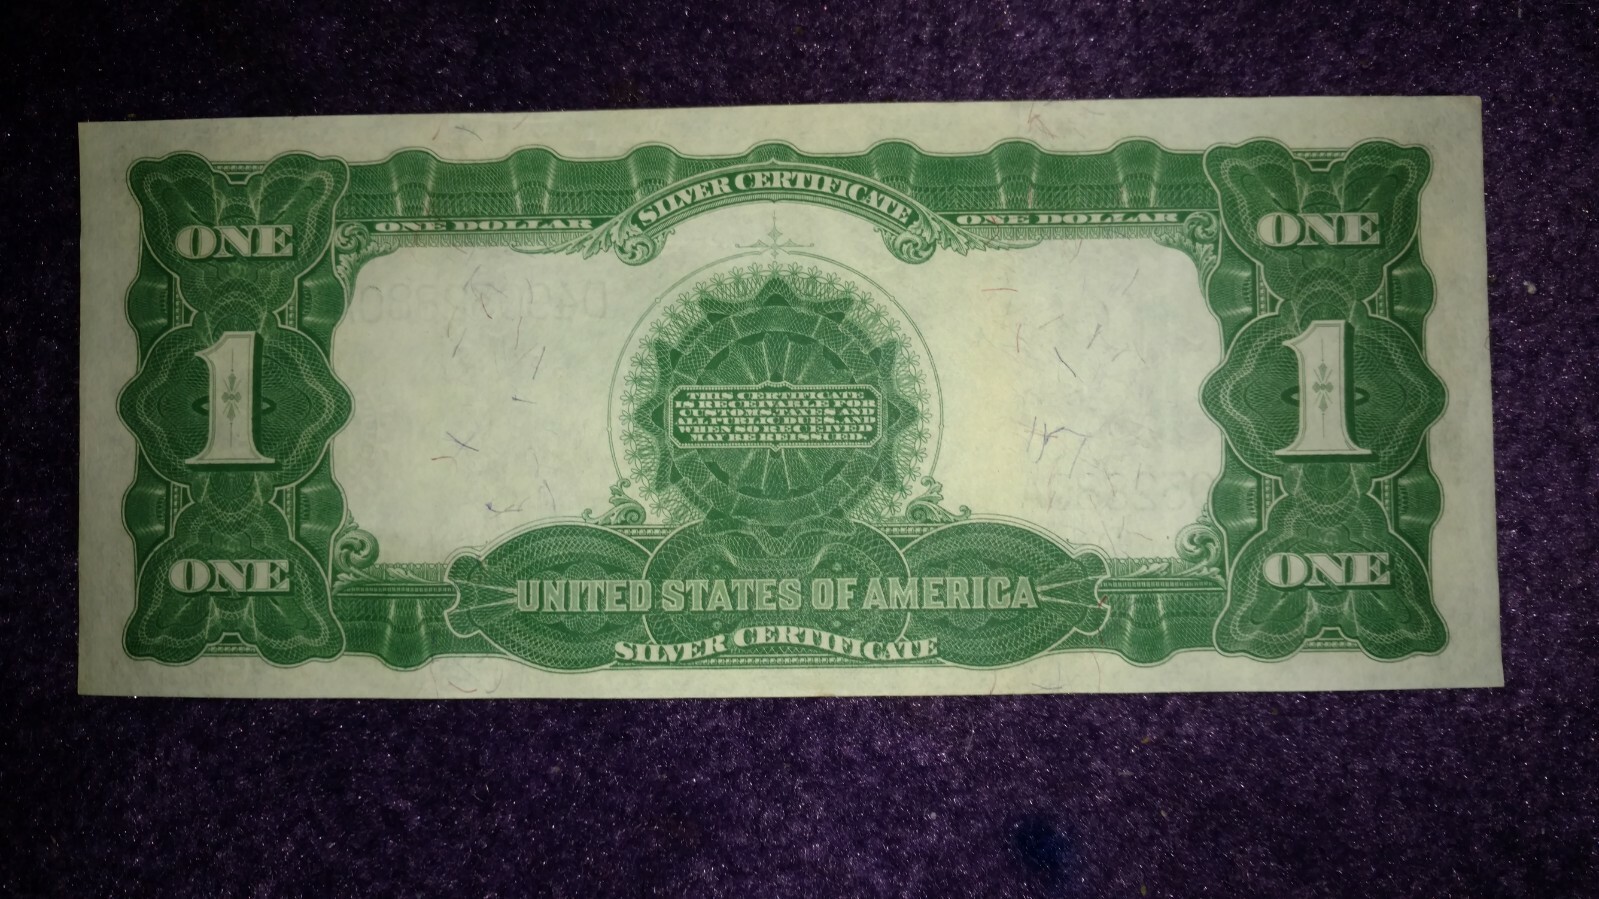 SILVER CERTIFICATE
ONE DOLLAR
ONE DOLLAR
ONE
ONE
1
1
THIS CERTIFICATE
IS RECEIVABLE FOR
CUSTOMS, TAXES AND
ALL PUBLIC DUES, AND
WHEN SO RECEIVED
MAY BE REISSUED.
ONE
ONE
UNITED STATES OF AMERICA
SILVER CERTIFICATE